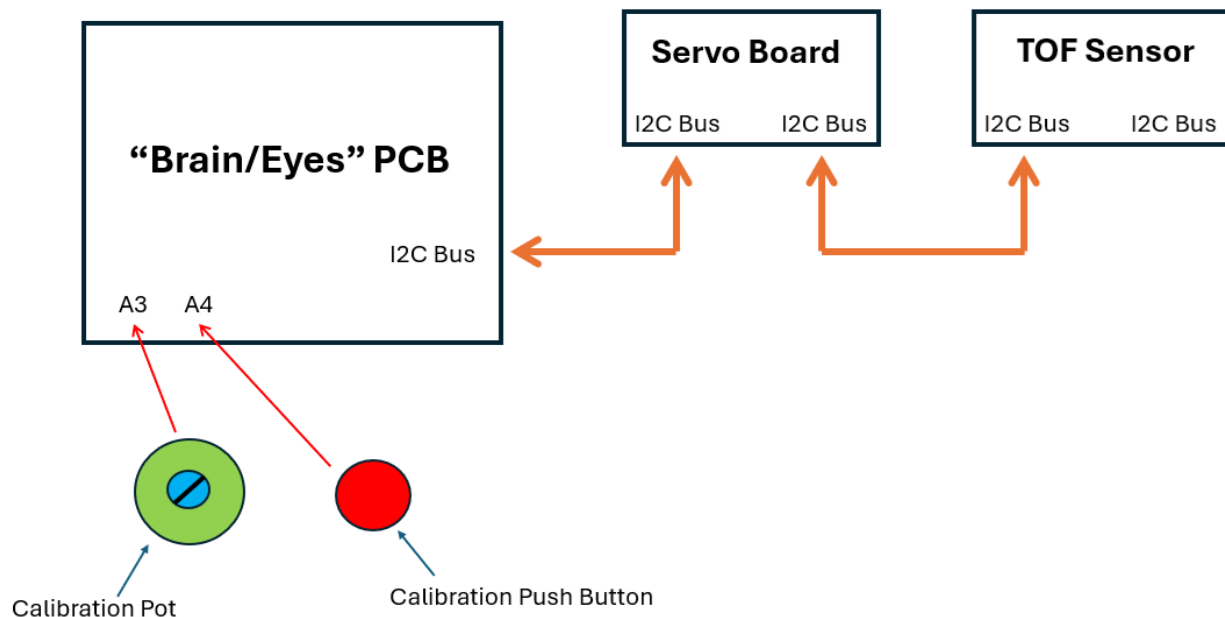 Servo Board
TOF Sensor
I2C Bus
I2C Bus
I2C Bus
I2C Bus
“Brain/Eyes” PCB
I2C Bus
A3
A4
Calibration Pot
Calibration Push Button